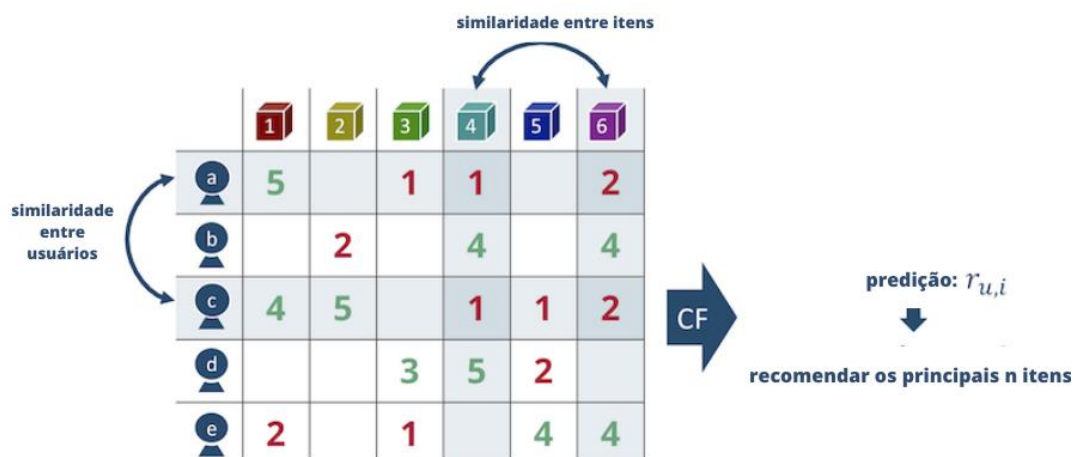 similaridade entre itens
1 2 3 4 5 6
a 5 1 1 2
similaridade
entre
usuários
b 2 4 4
c 4 5 1 1 2
d 3 5 2
e 2 1 4 4
CF
predição: r_{u,i}
recomendar os principais n itens